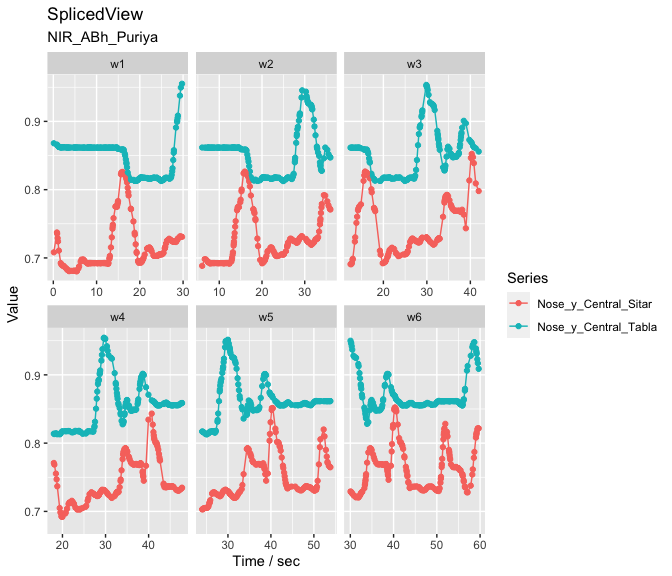 SplicedView
NIR_ABh_Puriya
w1 w2 w3
0.9
0.8
0.7
0 10 20 30 10 20 30 20 30 40
Value
w4 w5 w6
0.9
0.8
0.7
20 30 40 30 40 50 30 40 50 60
Time / sec
Series
Nose_y_Central_Sitar
Nose_y_Central_Tabla